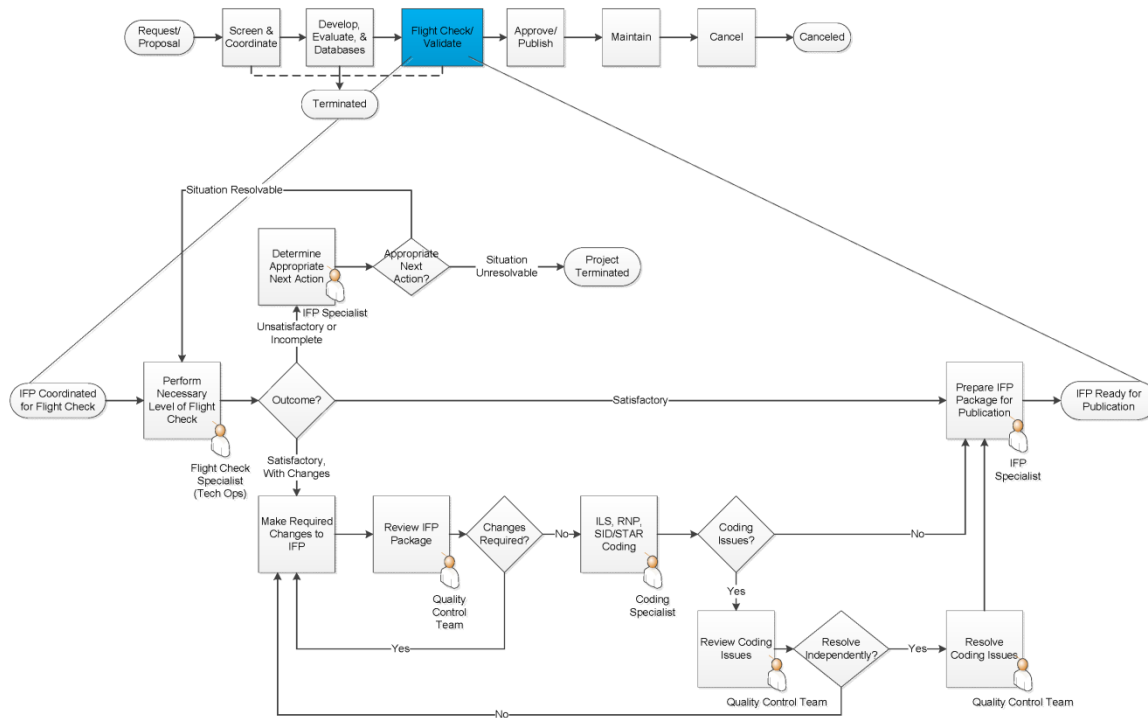 Request/
Proposal
Screen &
Coordinate
Develop,
Evaluate, &
Databases
Flight Check/
Validate
Approve/
Publish
Maintain
Cancel
Canceled
Terminated
Situation Resolvable
Determine
Appropriate
Next Action
IFP Specialist
Appropriate
Next
Action?
Situation
Unresolvable
Project
Terminated
Unsatisfactory or
Incomplete
IFP Coordinated
for Flight Check
Perform
Necessary
Level of Flight
Check
Flight Check
Specialist
(Tech Ops)
Outcome?
Satisfactory
Prepare IFP
Package for
Publication
IFP
Specialist
IFP Ready for
Publication
Satisfactory,
With Changes
Make Required
Changes to
IFP
Review IFP
Package
Quality
Control
Team
Changes
Required?
No
Yes
ILS, RNP,
SID/STAR
Coding
Coding
Specialist
Coding
Issues?
No
Yes
Review Coding
Issues
Quality Control Team
Resolve
Independently?
Yes
Resolve
Coding Issues
Quality Control Team
No